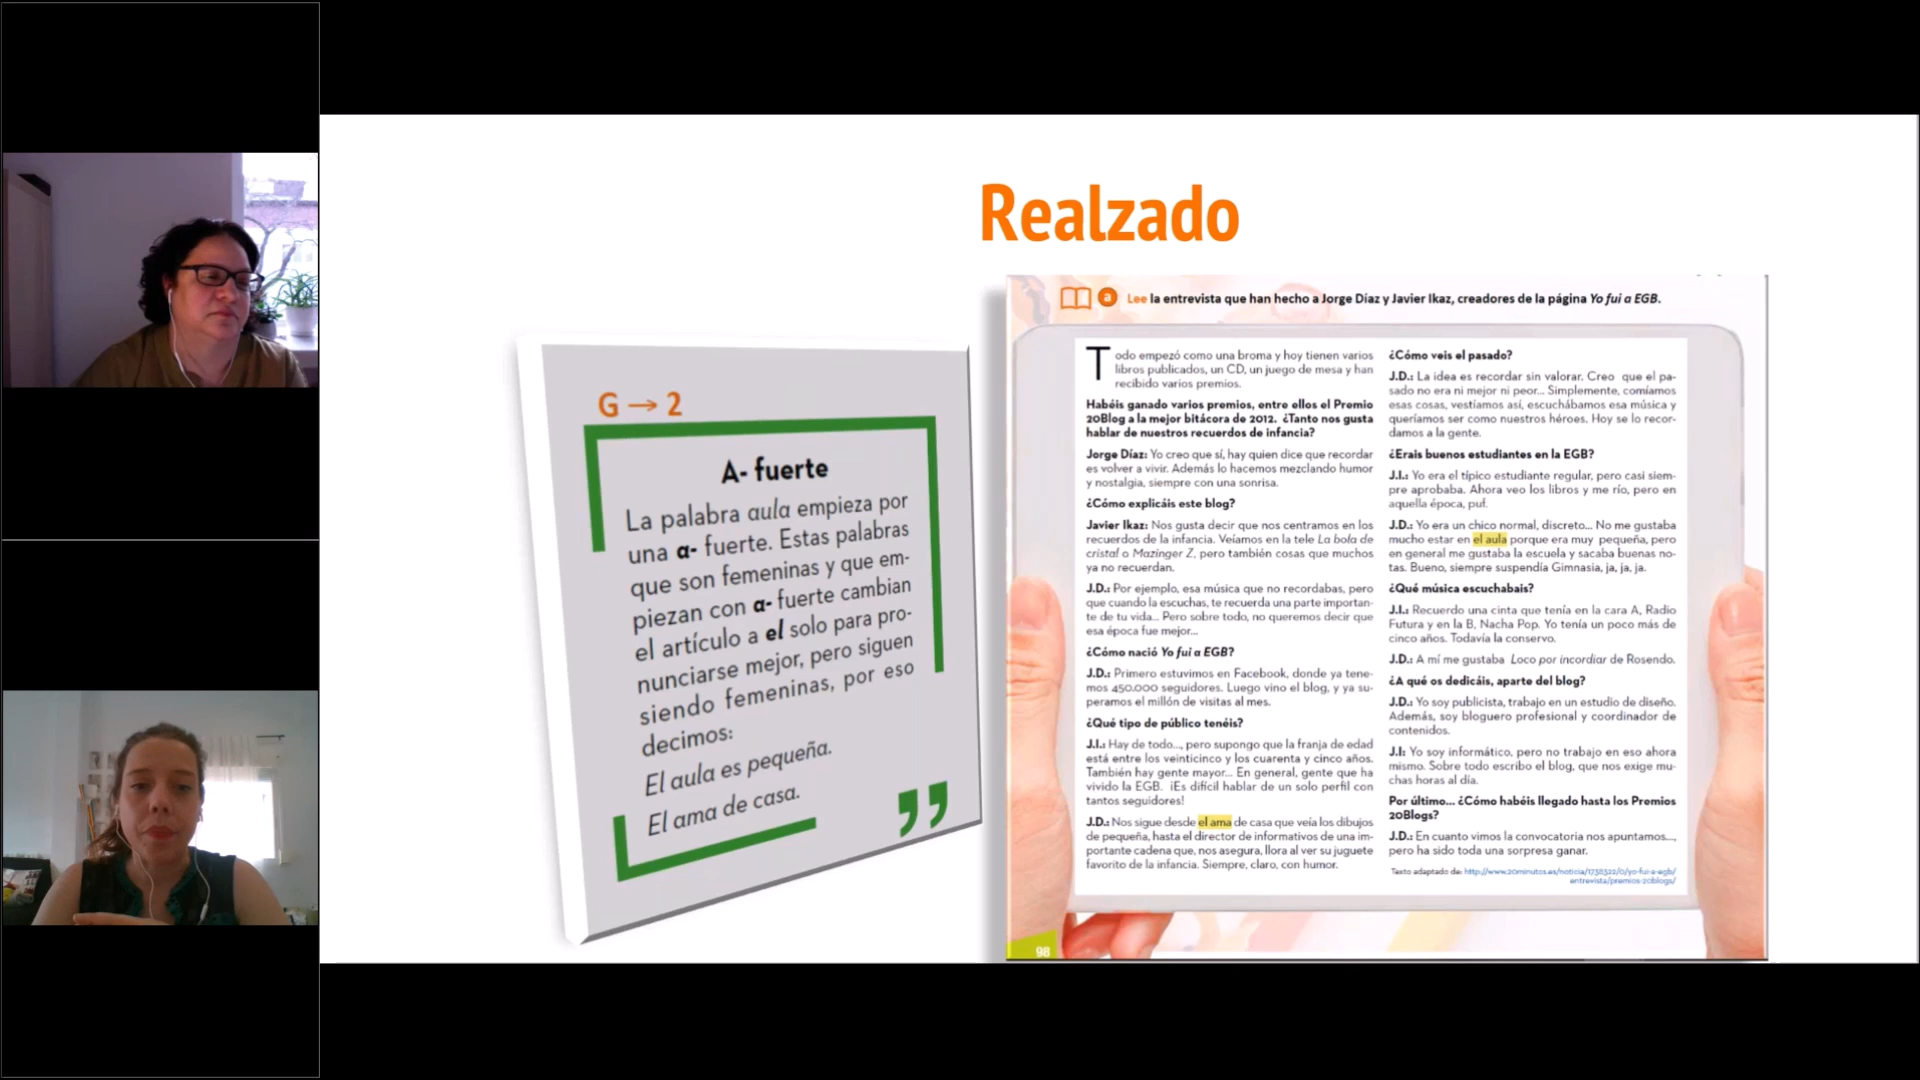 Realzado
G → 2
A- fuerte
La palabra aula empieza por
una a- fuerte. Estas palabras
que son femeninas y que em-
piezan con a- fuerte cambian
el artículo a el solo para pro-
nunciarse mejor, pero siguen
siendo femeninas, por eso
decimos:
El aula es pequeña.
El ama de casa.
a Lee la entrevista que han hecho a Jorge Díaz y Javier Ikaz, creadores de la página Yo fui a EGB.
Todo empezó como una broma y hoy tienen varios
libros publicados, un CD, un juego de mesa y han
recibido varios premios.
Habéis ganado varios premios, entre ellos el Premio
20Blog a la mejor bitácora de 2012. ¿Tanto nos gusta
hablar de nuestros recuerdos de infancia?
Jorge Díaz: Yo creo que sí, hay quien dice que recordar
es volver a vivir. Además lo hacemos mezclando humor
y nostalgia, siempre con una sonrisa.
¿Cómo explicáis este blog?
Javier Ikaz: Nos gusta decir que nos centramos en los
recuerdos de la infancia. Veíamos en la tele La bola de
cristal o Mazinger Z, pero también cosas que muchos
ya no recuerdan.
J.D.: Por ejemplo, esa música que no recordabas, pero
que cuando la escuchas, te recuerda una parte importan-
te de tu vida... Pero sobre todo, no queremos decir que
esa época fue mejor...
¿Cómo nació Yo fui a EGB?
J.D.: Primero estuvimos en Facebook, donde ya tene-
mos 450.000 seguidores. Luego vino el blog, y ya su-
peramos el millón de visitas al mes.
¿Qué tipo de público tenéis?
J.I.: Hay de todo..., pero supongo que la franja de edad
está entre los veinticinco y los cuarenta y cinco años.
También hay gente mayor... En general, gente que ha
vivido la EGB. ¡Es difícil hablar de un solo perfil con
tantos seguidores!
J.D.: Nos sigue desde el ama de casa que veía los dibujos
de pequeña, hasta el director de informativos de una im-
portante cadena que, nos asegura, llora al ver su juguete
favorito de la infancia. Siempre, claro, con humor.
¿Cómo veis el pasado?
J.D.: La idea es recordar sin valorar. Creo que el pa-
sado no era ni mejor ni peor... Simplemente, comíamos
esas cosas, vestíamos así, escuchábamos esa música y
queríamos ser como nuestros héroes. Hoy se lo recor-
damos a la gente.
¿Erais buenos estudiantes en la EGB?
J.I.: Yo era el típico estudiante regular, pero casi siem-
pre aprobaba. Ahora veo los libros y me río, pero en
aquella época, puf.
J.D.: Yo era un chico normal, discreto... No me gustaba
mucho estar en el aula porque era muy pequeña, pero
en general me gustaba la escuela y sacaba buenas no-
tas. Bueno, siempre suspendía Gimnasia, ja, ja, ja.
¿Qué música escuchabais?
J.I.: Recuerdo una cinta que tenía en la cara A, Radio
Futura y en la B, Nacha Pop. Yo tenía un poco más de
cinco años. Todavía la conservo.
J.D.: A mí me gustaba Loco por incordiar de Rosendo.
¿A qué os dedicáis, aparte del blog?
J.D.: Yo soy publicista, trabajo en un estudio de diseño.
Además, soy bloguero profesional y coordinador de
contenidos.
J.I: Yo soy informático, pero no trabajo en eso ahora
mismo. Sobre todo escribo el blog, que nos exige mu-
chas horas al día.
Por último... ¿Cómo habéis llegado hasta los Premios
20Blogs?
J.D.: En cuanto vimos la convocatoria nos apuntamos...,
pero ha sido toda una sorpresa ganar.
Texto adaptado de: http://www.20minutos.es/noticia/1738322/0/yo-fui-a-egb/
entrevista/premios-20blogs/
98